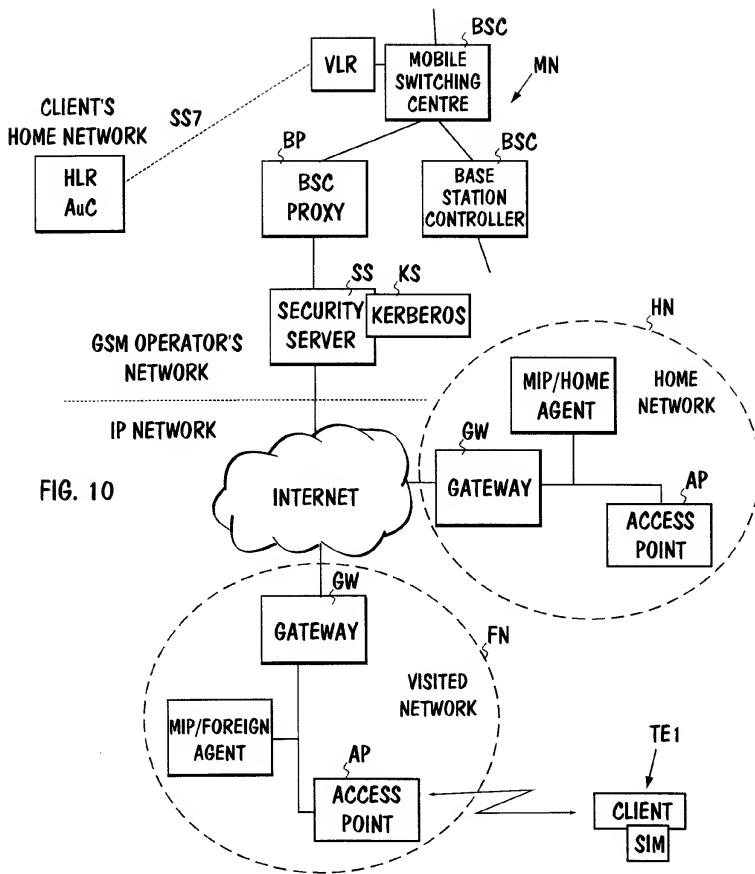 BSC
VLR
MOBILE
SWITCHING
CENTRE
MN
CLIENT'S
HOME NETWORK
SS7
HLR
AuC
BP
BSC
PROXY
BSC
BASE
STATION
CONTROLLER
SS
KS
SECURITY
SERVER
KERBEROS
GSM OPERATOR'S
NETWORK
HN
MIP/HOME
AGENT
HOME
NETWORK
IP NETWORK
GW
GATEWAY
AP
ACCESS
POINT
FIG. 10
INTERNET
GW
GATEWAY
FN
VISITED
NETWORK
MIP/FOREIGN
AGENT
AP
ACCESS
POINT
TE1
CLIENT
SIM